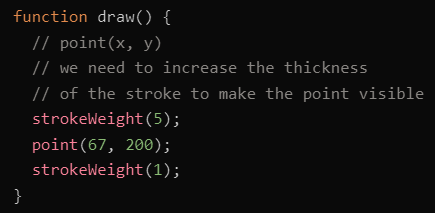 function draw() {
  // point(x, y)
  // we need to increase the thickness
  // of the stroke to make the point visible
  strokeWeight(5);
  point(67, 200);
  strokeWeight(1);
}